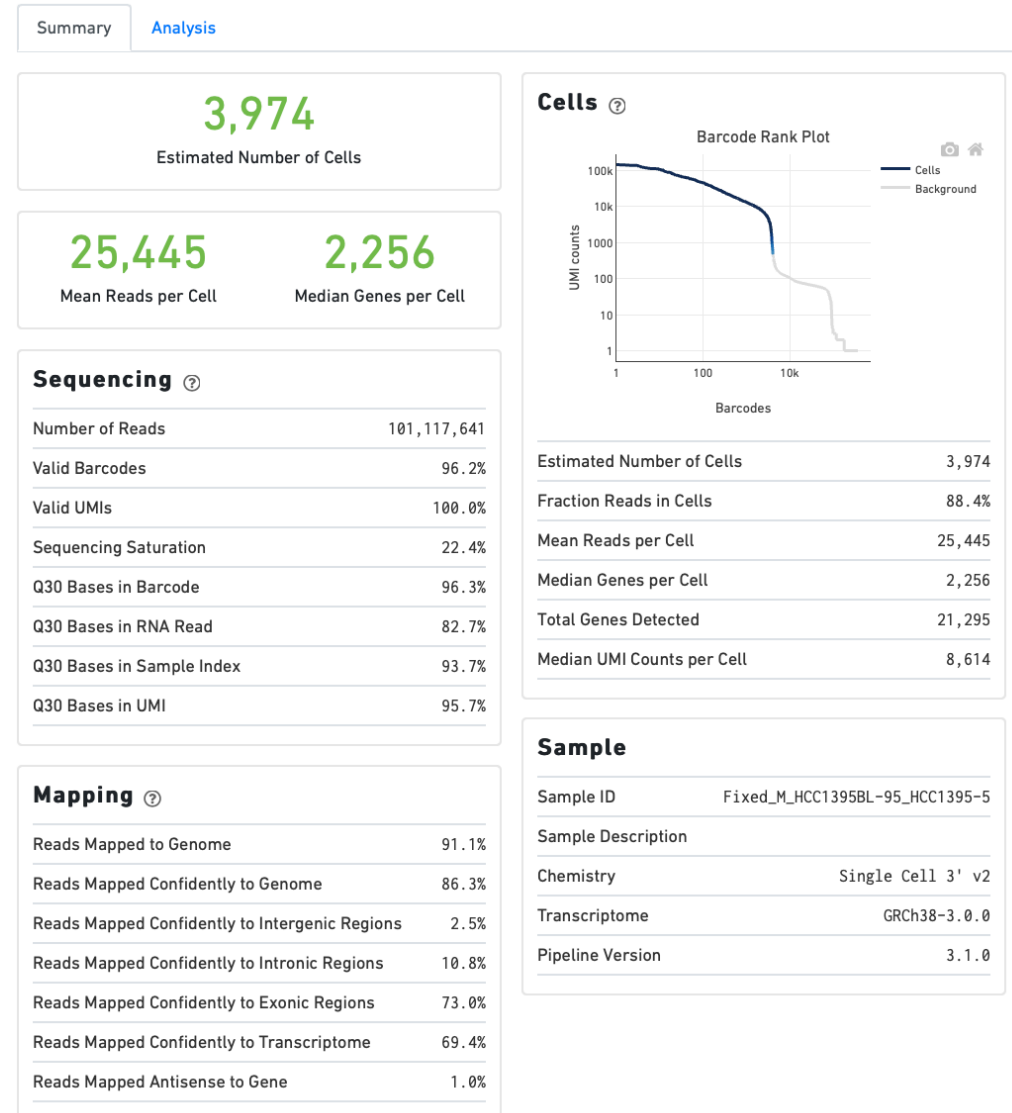 Summary
Analysis
3,974
Estimated Number of Cells
25,445
Mean Reads per Cell
2,256
Median Genes per Cell
Sequencing ?
Number of Reads 101,117,641
Valid Barcodes 96.2%
Valid UMIs 100.0%
Sequencing Saturation 22.4%
Q30 Bases in Barcode 96.3%
Q30 Bases in RNA Read 82.7%
Q30 Bases in Sample Index 93.7%
Q30 Bases in UMI 95.7%
Mapping ?
Reads Mapped to Genome 91.1%
Reads Mapped Confidently to Genome 86.3%
Reads Mapped Confidently to Intergenic Regions 2.5%
Reads Mapped Confidently to Intronic Regions 10.8%
Reads Mapped Confidently to Exonic Regions 73.0%
Reads Mapped Confidently to Transcriptome 69.4%
Reads Mapped Antisense to Gene 1.0%
Cells ?
Barcode Rank Plot
Cells
Background
UMI counts
100k
10k
1000
100
10
1
1 100 10k
Barcodes
Estimated Number of Cells 3,974
Fraction Reads in Cells 88.4%
Mean Reads per Cell 25,445
Median Genes per Cell 2,256
Total Genes Detected 21,295
Median UMI Counts per Cell 8,614
Sample
Sample ID Fixed_M_HCC1395BL-95_HCC1395-5
Sample Description
Chemistry Single Cell 3' v2
Transcriptome GRCh38-3.0.0
Pipeline Version 3.1.0